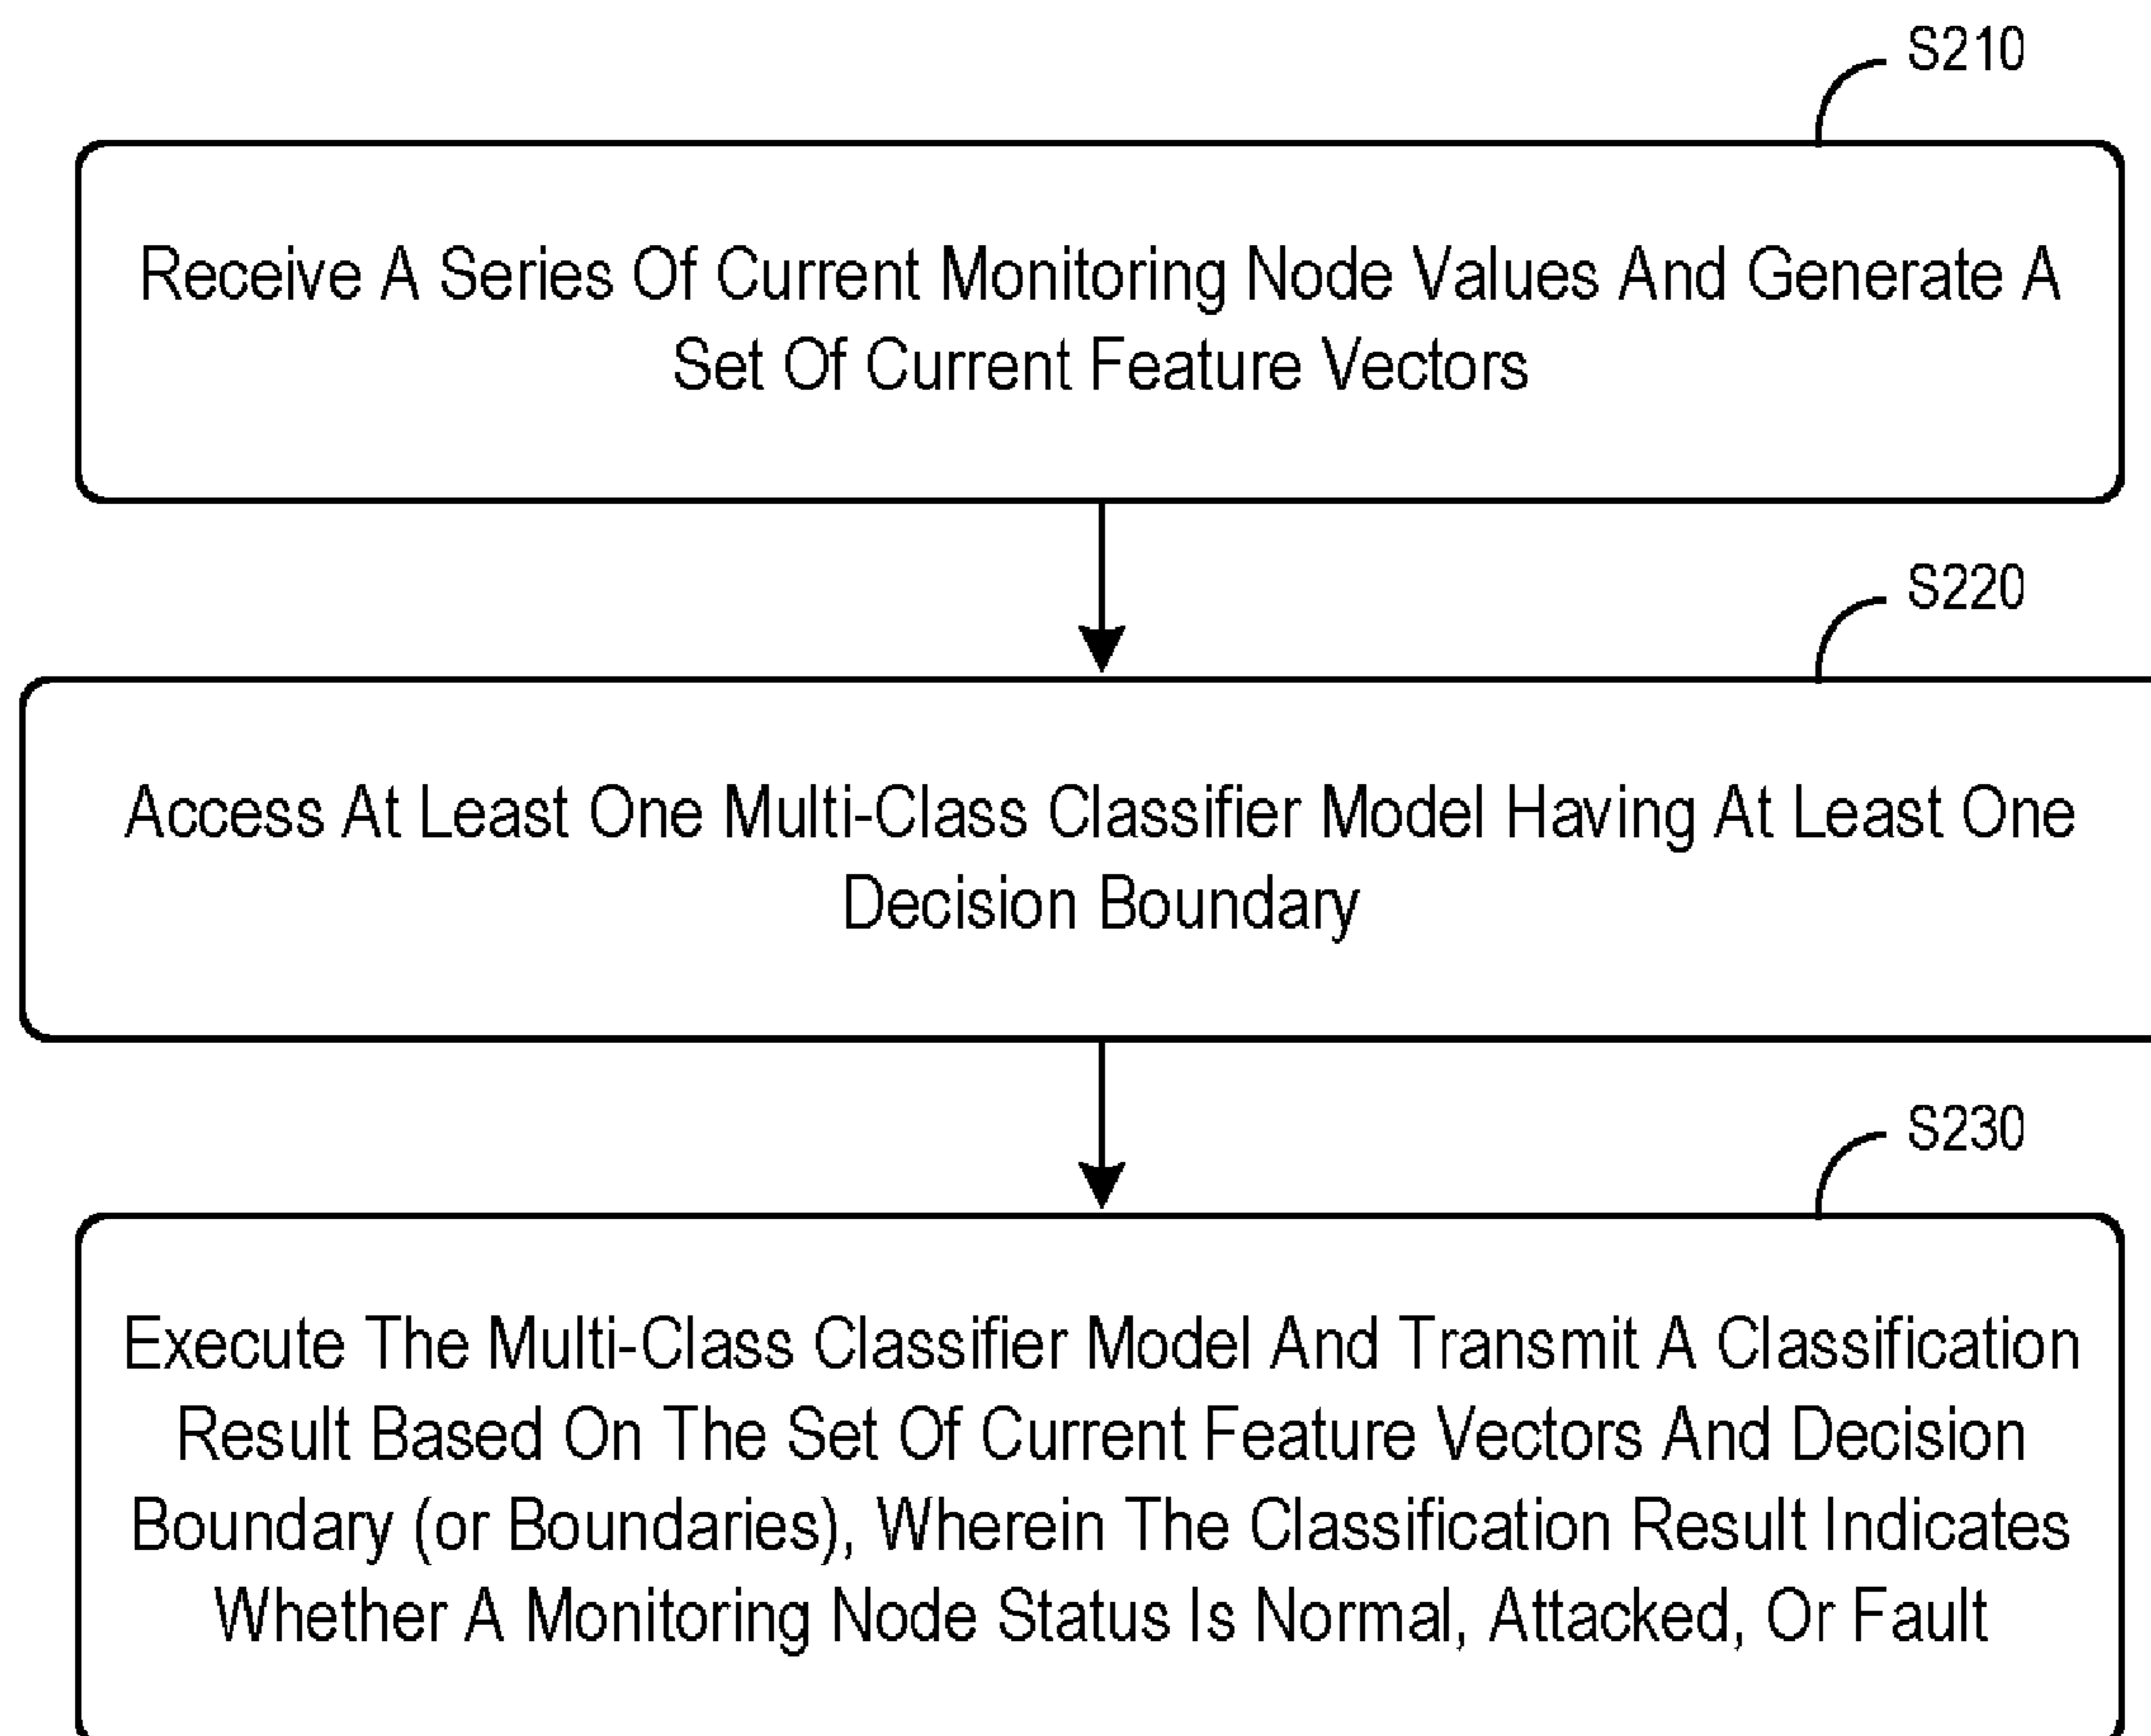 S210
Receive A Series Of Current Monitoring Node Values And Generate A
Set Of Current Feature Vectors
S220
Access At Least One Multi-Class Classifier Model Having At Least One
Decision Boundary
S230
Execute The Multi-Class Classifier Model And Transmit A Classification
Result Based On The Set Of Current Feature Vectors And Decision
Boundary (or Boundaries), Wherein The Classification Result Indicates
Whether A Monitoring Node Status Is Normal, Attacked, Or Fault